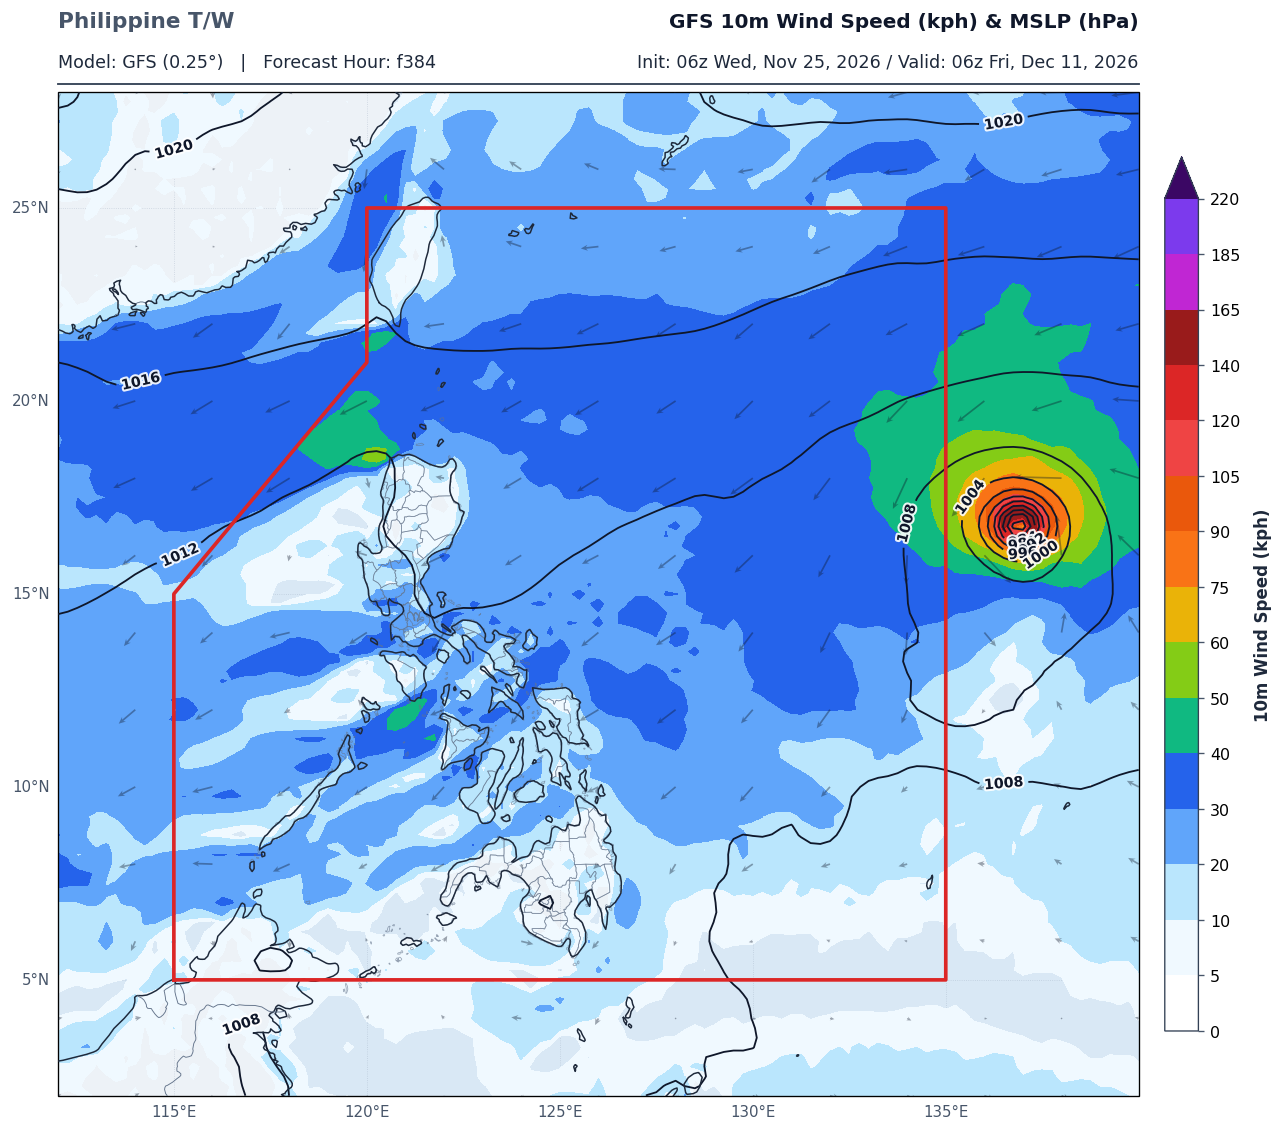 Philippine T/W
GFS 10m Wind Speed (kph) & MSLP (hPa)
Model: GFS (0.25°)   |   Forecast Hour: f384
Init: 06z Wed, Nov 25, 2026 / Valid: 06z Fri, Dec 11, 2026
1020
1020
1016
1012
1008
1004
992
996
1000
1008
1008
25°N
20°N
15°N
10°N
5°N
115°E
120°E
125°E
130°E
135°E
220
185
165
140
120
105
90
75
60
50
40
30
20
10
5
0
10m Wind Speed (kph)